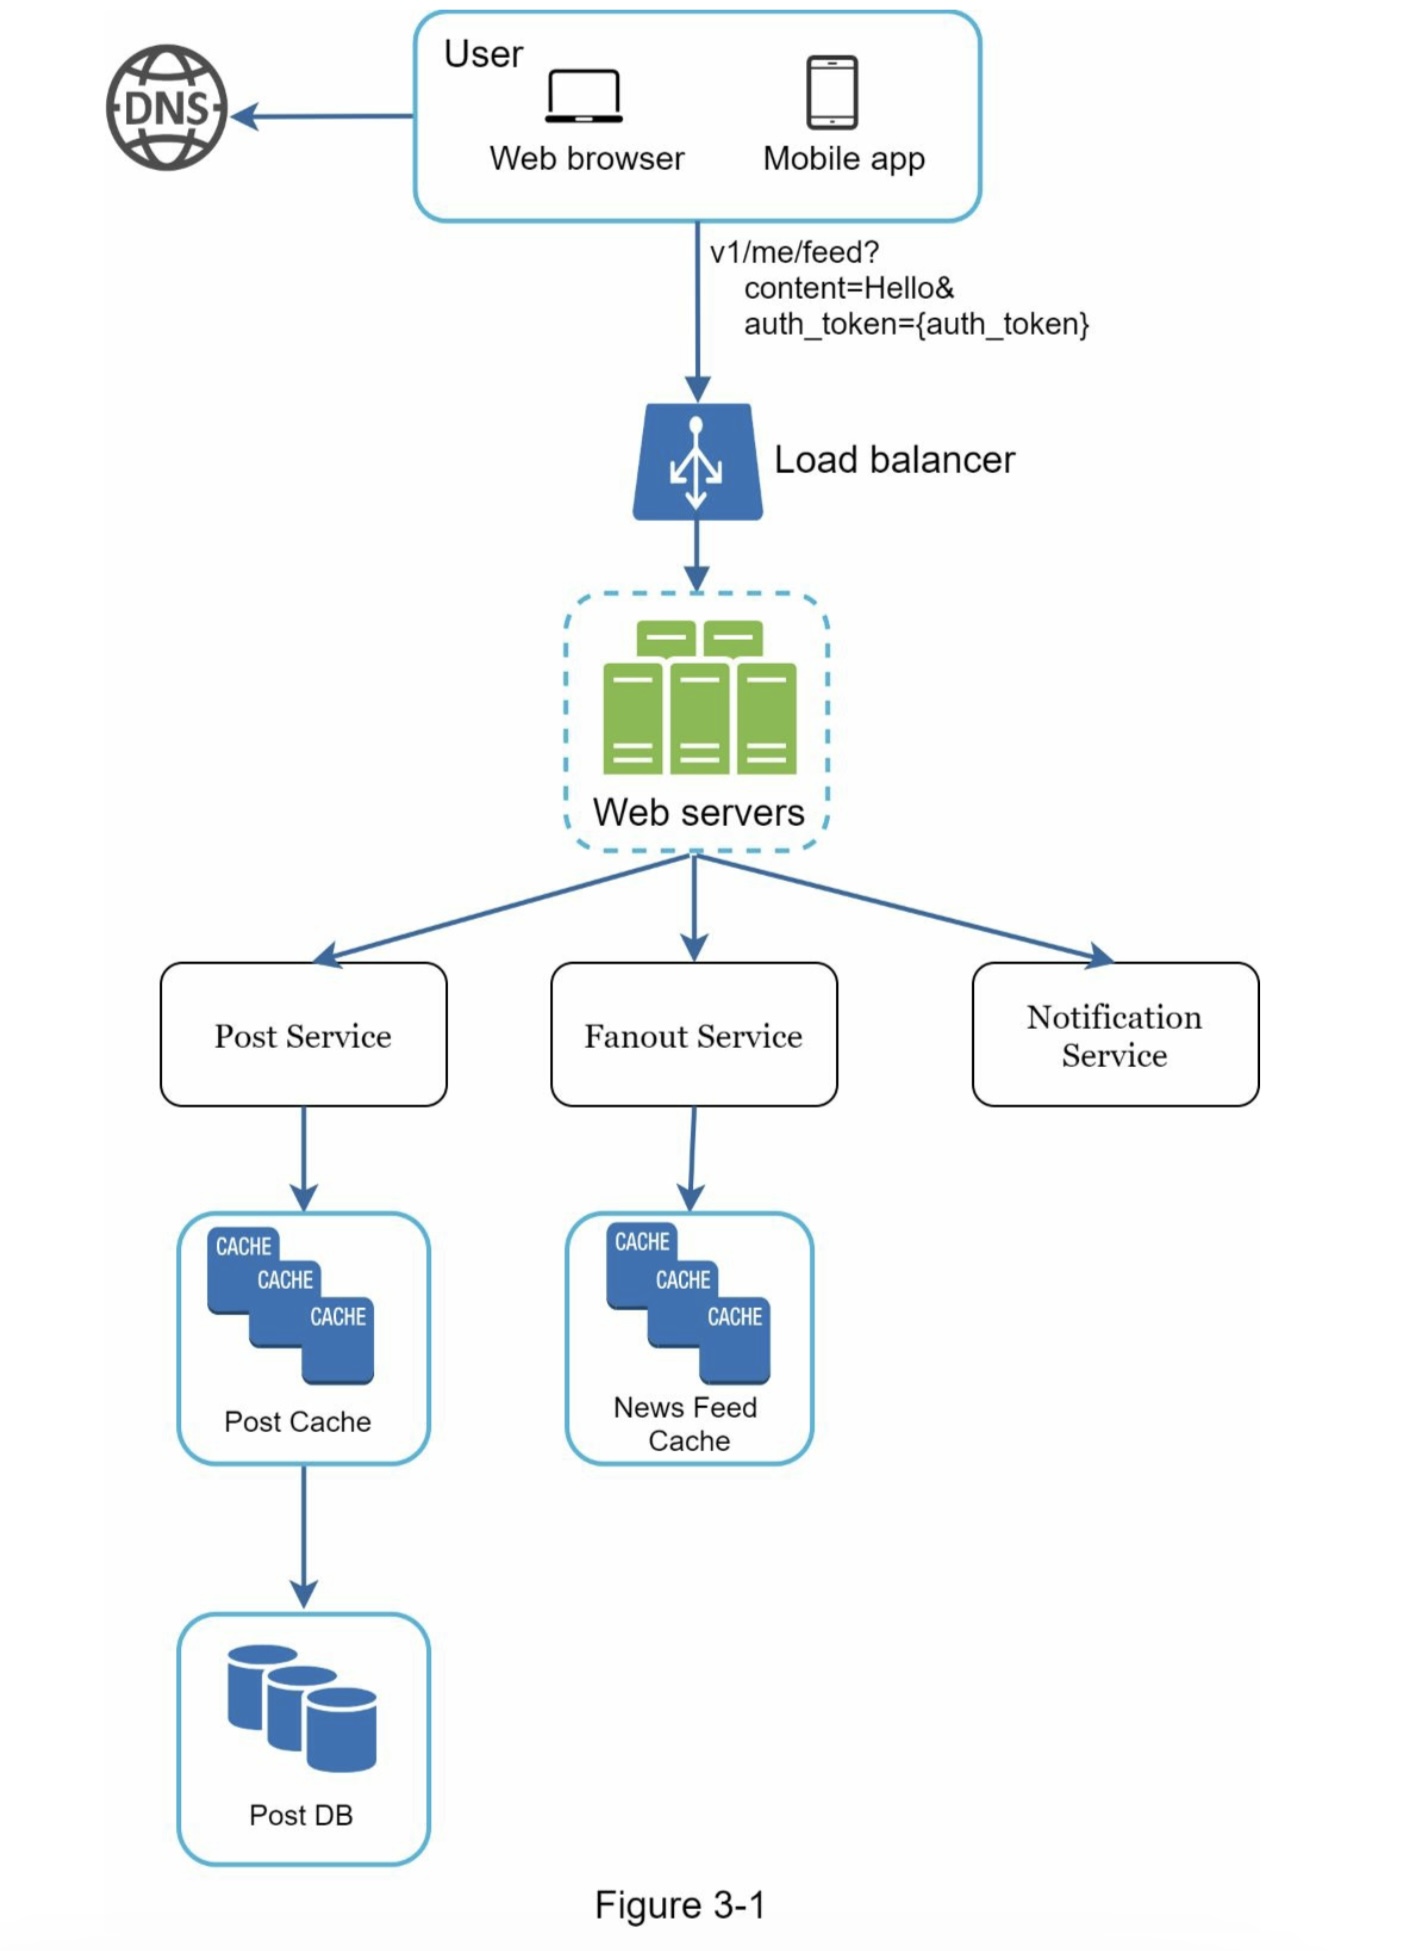 DNS
User
Web browser
Mobile app
v1/me/feed?
content=Hello&
auth_token={auth_token}
Load balancer
Web servers
Post Service
Fanout Service
Notification
Service
CACHE
CACHE
CACHE
Post Cache
CACHE
CACHE
CACHE
News Feed
Cache
Post DB
Figure 3-1